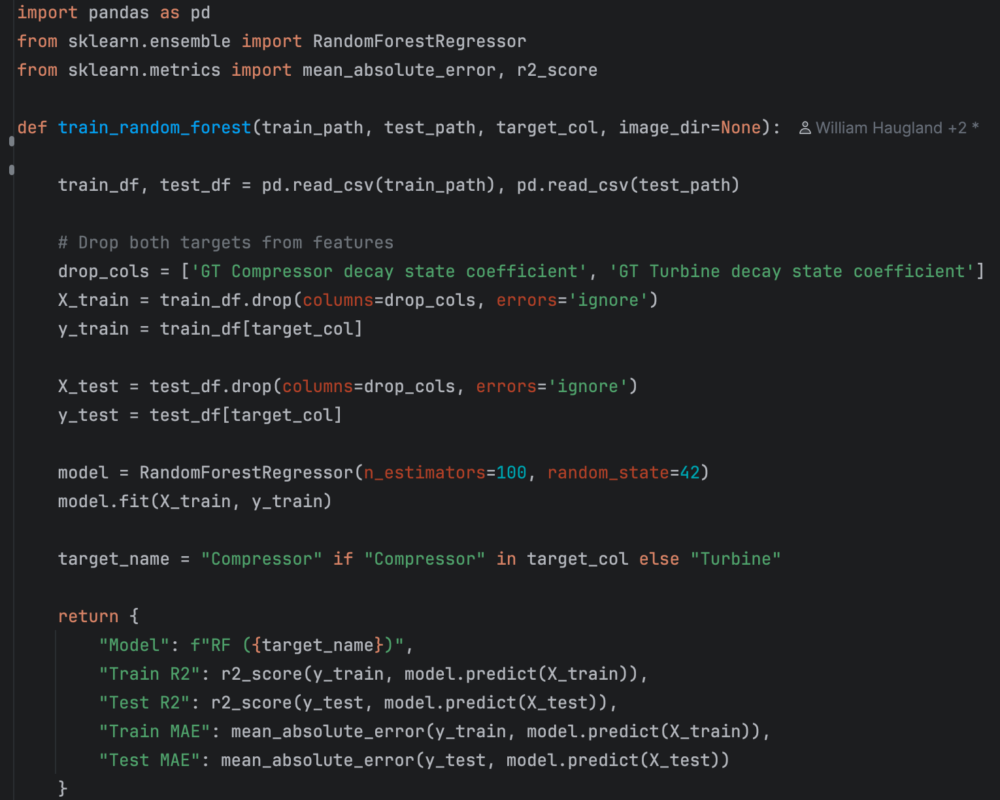 import pandas as pd
from sklearn.ensemble import RandomForestRegressor
from sklearn.metrics import mean_absolute_error, r2_score
def train_random_forest(train_path, test_path, target_col, image_dir=None): William Haugland +2 *
train_df, test_df = pd.read_csv(train_path), pd.read_csv(test_path)
# Drop both targets from features
drop_cols = ['GT Compressor decay state coefficient', 'GT Turbine decay state coefficient']
X_train = train_df.drop(columns=drop_cols, errors='ignore')
y_train = train_df[target_col]
X_test = test_df.drop(columns=drop_cols, errors='ignore')
y_test = test_df[target_col]
model = RandomForestRegressor(n_estimators=100, random_state=42)
model.fit(X_train, y_train)
target_name = "Compressor" if "Compressor" in target_col else "Turbine"
return {
"Model": f"RF ({target_name})",
"Train R2": r2_score(y_train, model.predict(X_train)),
"Test R2": r2_score(y_test, model.predict(X_test)),
"Train MAE": mean_absolute_error(y_train, model.predict(X_train)),
"Test MAE": mean_absolute_error(y_test, model.predict(X_test))
}